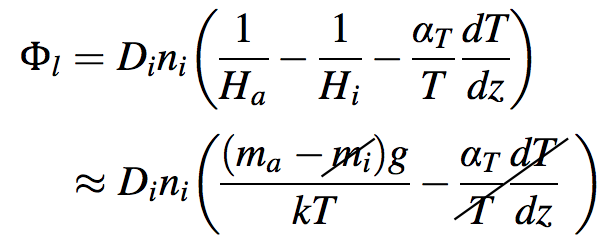 Φ_l = D_i n_i ( 1/H_a − 1/H_i − α_T/T dT/dz )
≈ D_i n_i ( (m_a − m_i)g/kT − α_T/T dT/dz )